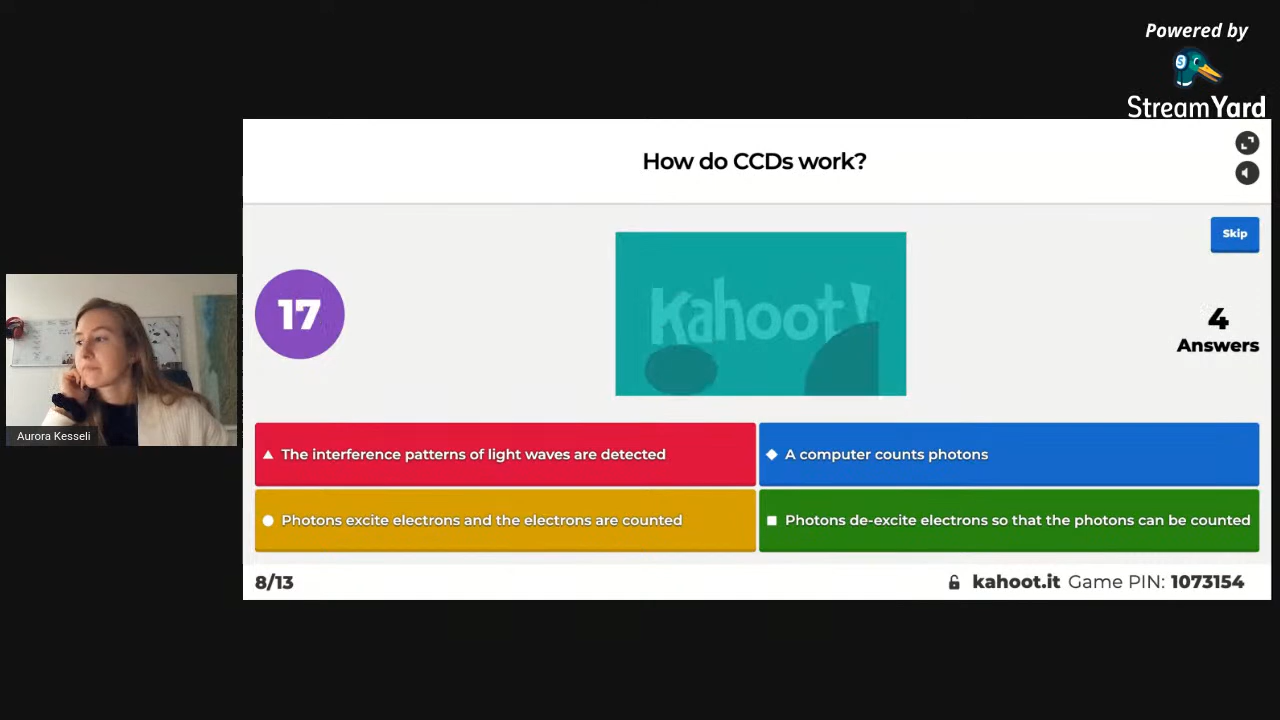 Powered by
S
StreamYard
How do CCDs work?
Skip
17
Kahoot!
4
Answers
Aurora Kesseli
The interference patterns of light waves are detected
A computer counts photons
Photons excite electrons and the electrons are counted
Photons de-excite electrons so that the photons can be counted
8/13
kahoot.it Game PIN: 1073154